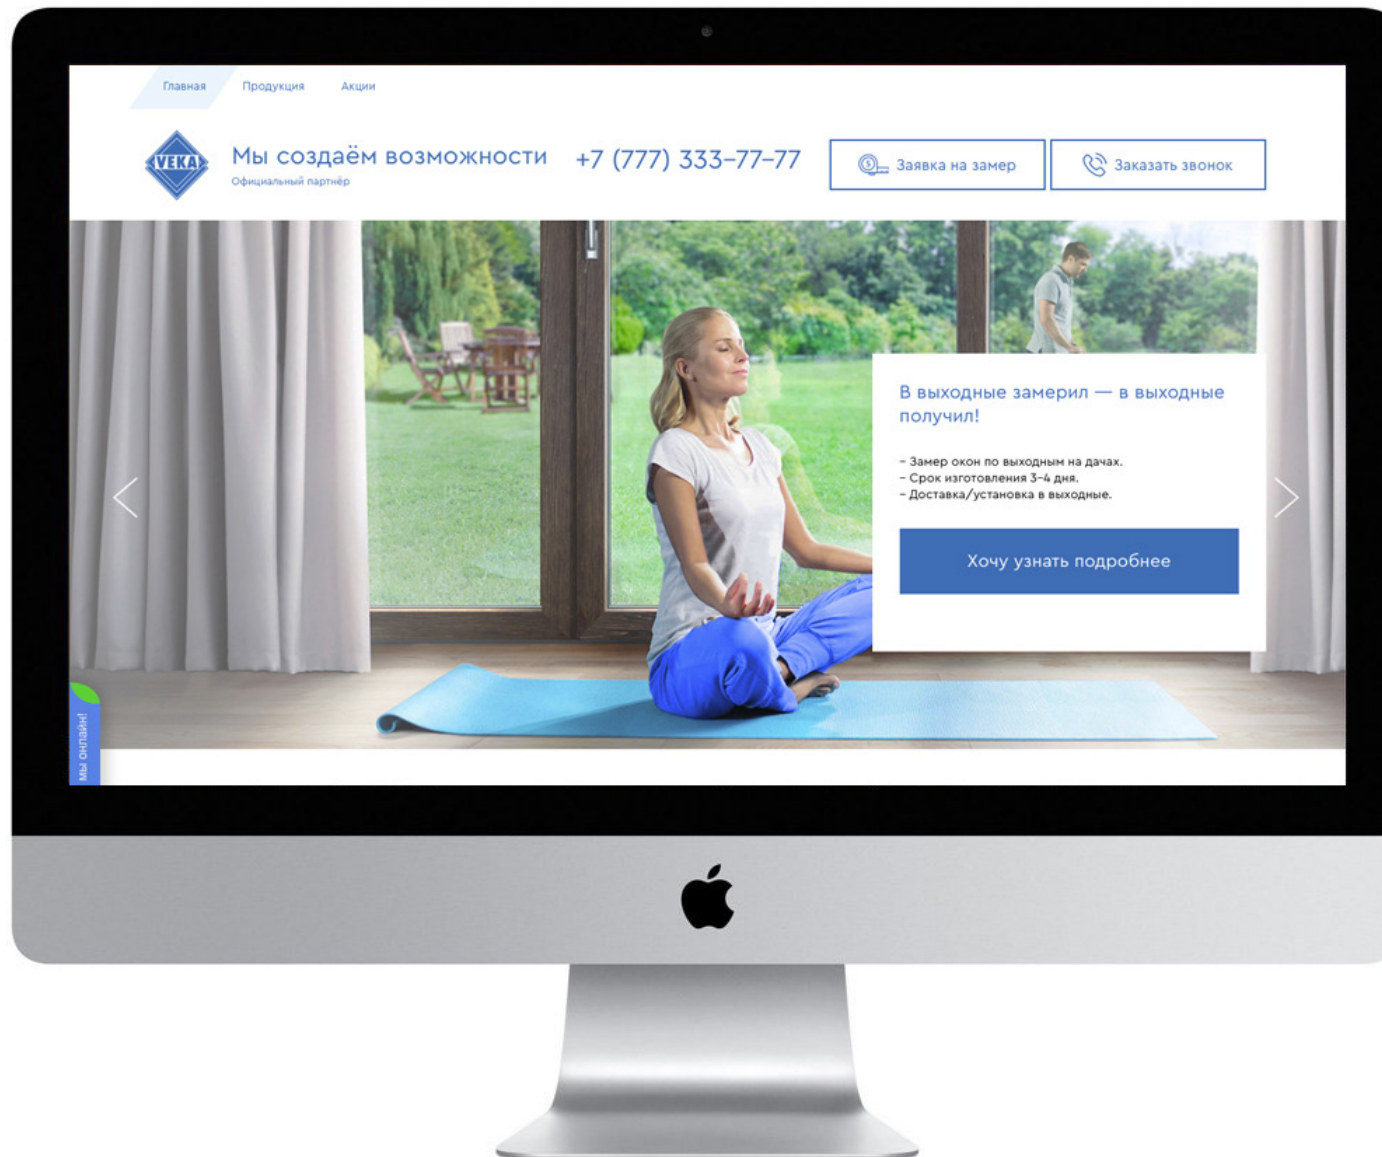 Главная Продукция Акции
VEKA
Мы создаём возможности
Официальный партнёр
+7 (777) 333-77-77
Заявка на замер
Заказать звонок
В выходные замерил — в выходные
получил!
– Замер окон по выходным на дачах.
– Срок изготовления 3-4 дня.
– Доставка/установка в выходные.
Хочу узнать подробнее
мы онлайн!